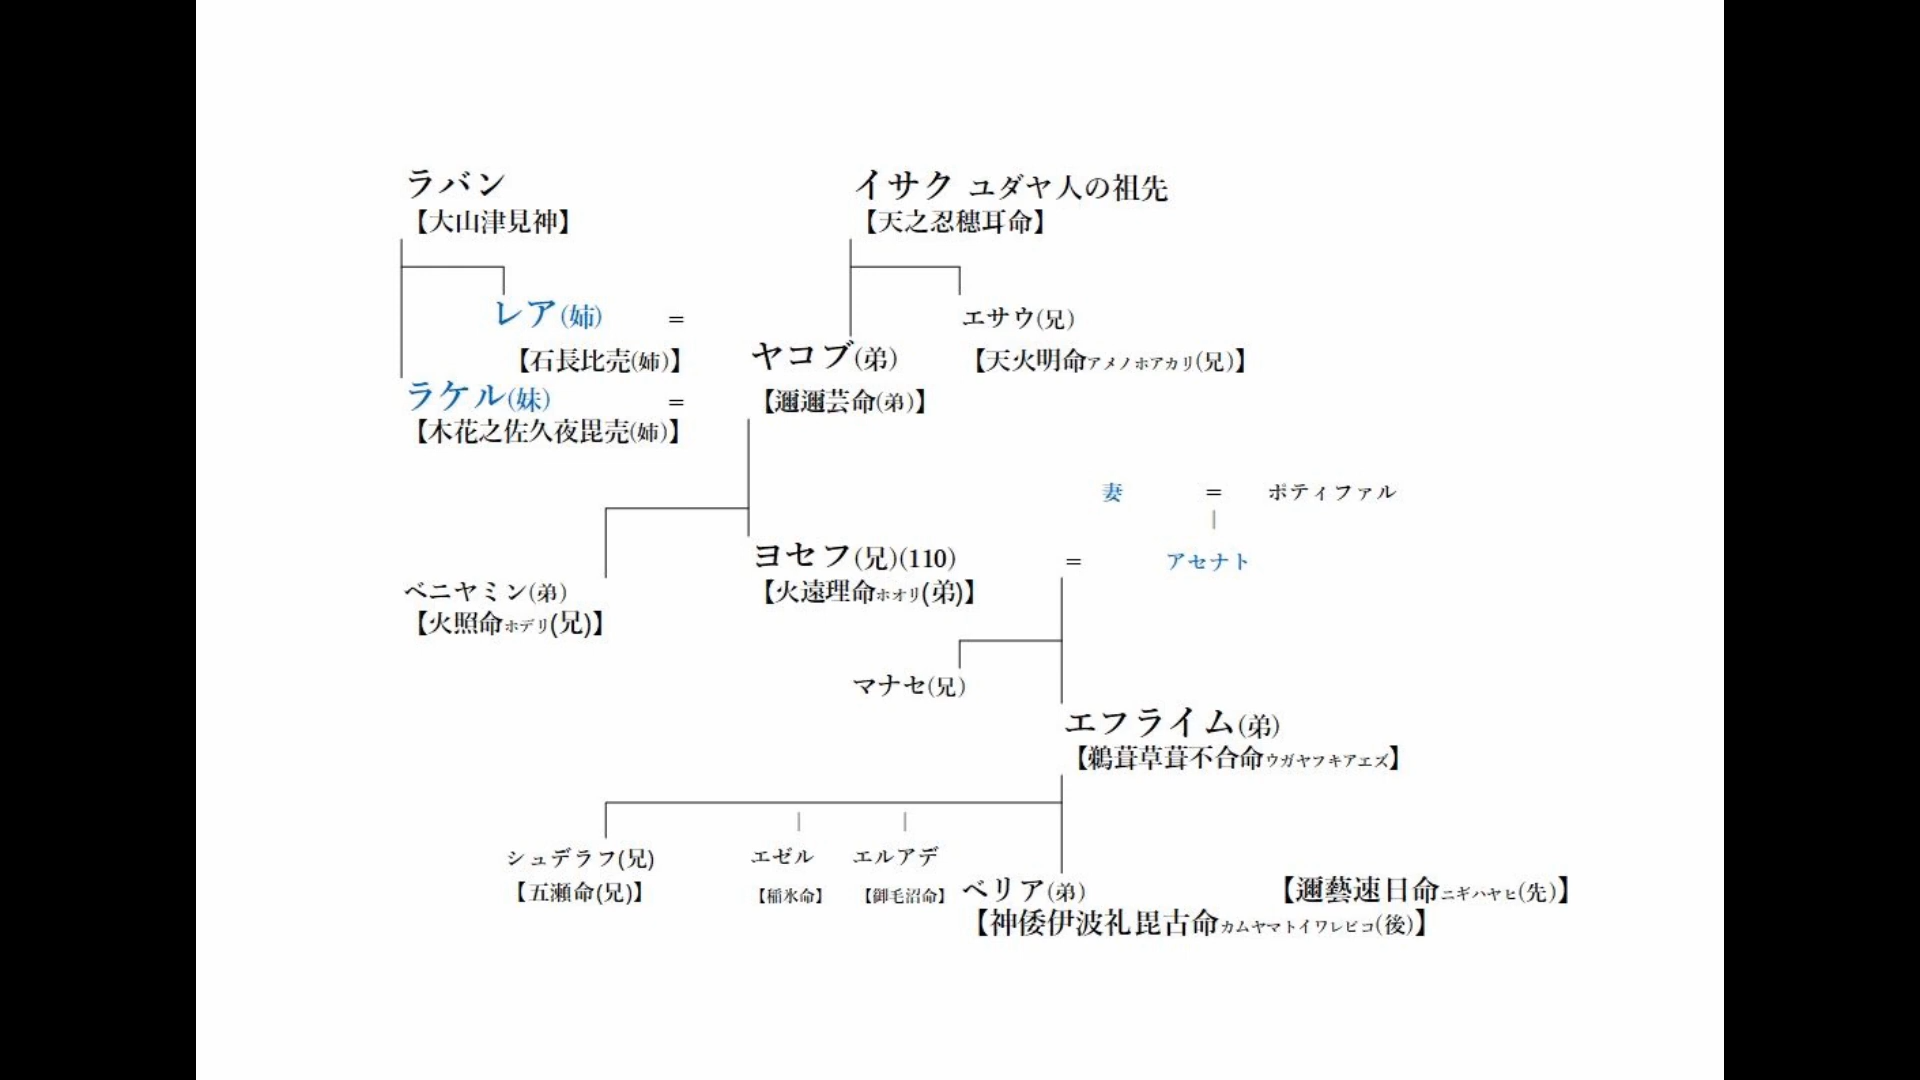 ラバン
【大山津見神】
イサク ユダヤ人の祖先
【天之忍穂耳命】
レア(姉) =
【石長比売(姉)】
ラケル(妹) =
【木花之佐久夜毘売(姉)】
ヤコブ(弟)
【邇邇芸命(弟)】
エサウ(兄)
【天火明命アメノホアカリ(兄)】
妻 = ポティファル
ベニヤミン(弟)
【火照命ホデリ(兄)】
ヨセフ(兄)(110) = アセナト
【火遠理命ホオリ(弟)】
マナセ(兄)
エフライム(弟)
【鵜葺草葺不合命ウガヤフキアエズ】
シュデラフ(兄)
【五瀬命(兄)】
エゼル
【稲氷命】
エルアデ
【御毛沼命】
ベリア(弟)
【神倭伊波礼毘古命カムヤマトイワレビコ(後)】
【邇藝速日命ニギハヤヒ(先)】